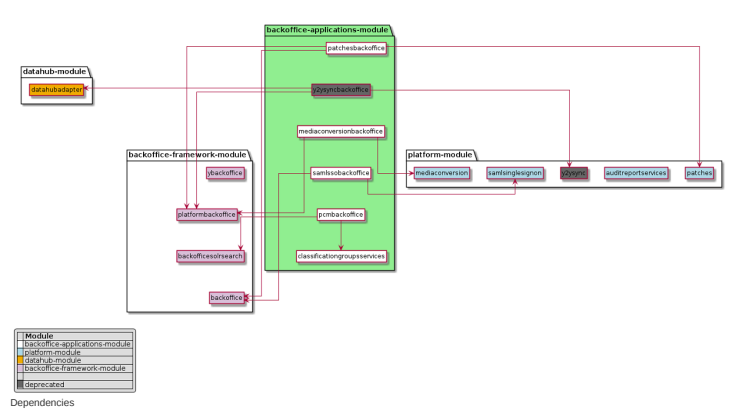 backoffice-applications-module
patchesbackoffice
datahub-module
datahubadapter
y2ysyncbackoffice
mediaconversionbackoffice
backoffice-framework-module
platform-module
ybackoffice
samlssobackoffice
mediaconversion
samlsinglesignon
y2ysync
auditreportservices
patches
platformbackoffice
pcmbackoffice
backofficesolrsearch
classificationgroupsservices
backoffice
Module
backoffice-applications-module
platform-module
datahub-module
backoffice-framework-module
deprecated
Dependencies